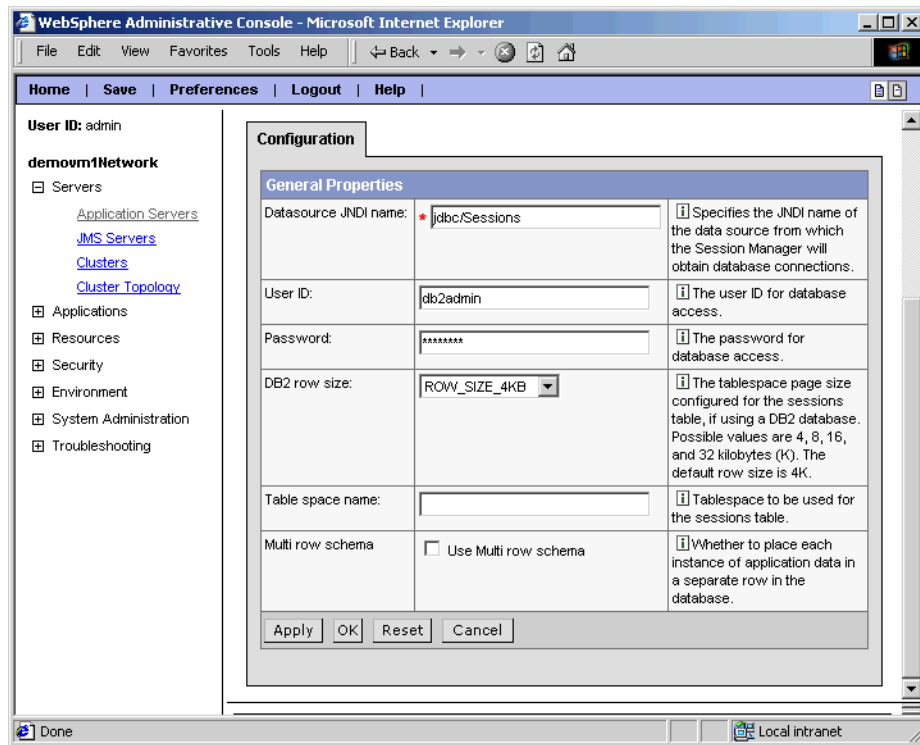 WebSphere Administrative Console - Microsoft Internet Explorer
File Edit View Favorites Tools Help Back
Home | Save | Preferences | Logout | Help |
User ID: admin
demovm1Network
Servers
Application Servers
JMS Servers
Clusters
Cluster Topology
Applications
Resources
Security
Environment
System Administration
Troubleshooting
Configuration
General Properties
Datasource JNDI name: * jdbc/Sessions
Specifies the JNDI name of
the data source from which
the Session Manager will
obtain database connections.
User ID: db2admin
The user ID for database
access.
Password: ********
The password for
database access.
DB2 row size: ROW_SIZE_4KB
The tablespace page size
configured for the sessions
table, if using a DB2 database.
Possible values are 4, 8, 16,
and 32 kilobytes (K). The
default row size is 4K.
Table space name:
Tablespace to be used for
the sessions table.
Multi row schema Use Multi row schema
Whether to place each
instance of application data in
a separate row in the
database.
Apply OK Reset Cancel
Done Local intranet